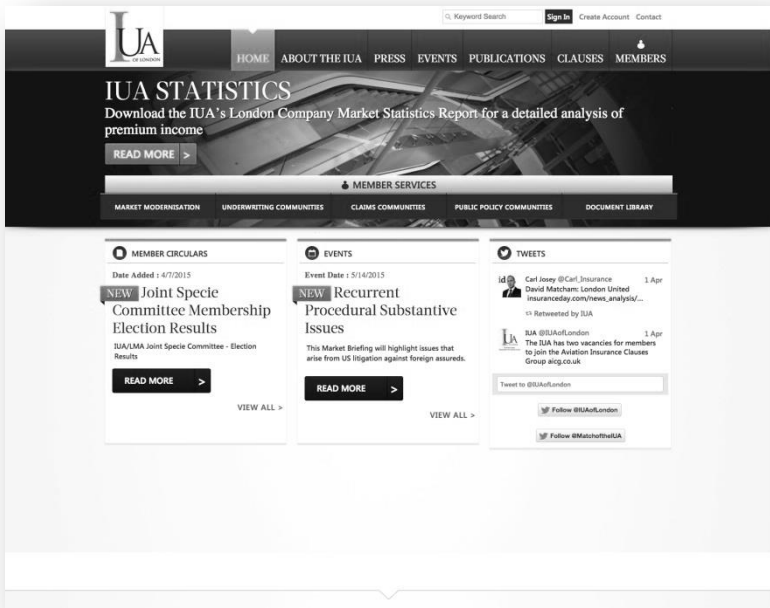 Keyword Search
Sign In
Create Account
Contact
IUA
OF LONDON
HOME
ABOUT THE IUA
PRESS
EVENTS
PUBLICATIONS
CLAUSES
MEMBERS
IUA STATISTICS
Download the IUA's London Company Market Statistics Report for a detailed analysis of
premium income
READ MORE >
MEMBER SERVICES
MARKET MODERNISATION
UNDERWRITING COMMUNITIES
CLAIMS COMMUNITIES
PUBLIC POLICY COMMUNITIES
DOCUMENT LIBRARY
MEMBER CIRCULARS
Date Added : 4/7/2015
NEW Joint Specie
Committee Membership
Election Results
IUA/LMA Joint Specie Committee - Election
Results
READ MORE >
VIEW ALL >
EVENTS
Event Date : 5/14/2015
NEW Recurrent
Procedural Substantive
Issues
This Market Briefing will highlight issues that
arise from US litigation against foreign assureds.
READ MORE >
VIEW ALL >
TWEETS
id
Carl Josey @Carl_Insurance 1 Apr
David Matcham: London United
insuranceday.com/news_analysis/...
Retweeted by IUA
IUA
IUA @IUAofLondon 1 Apr
The IUA has two vacancies for members
to join the Aviation Insurance Clauses
Group aicg.co.uk
Tweet to @IUAofLondon
Follow @IUAofLondon
Follow @MatchoftheIUA